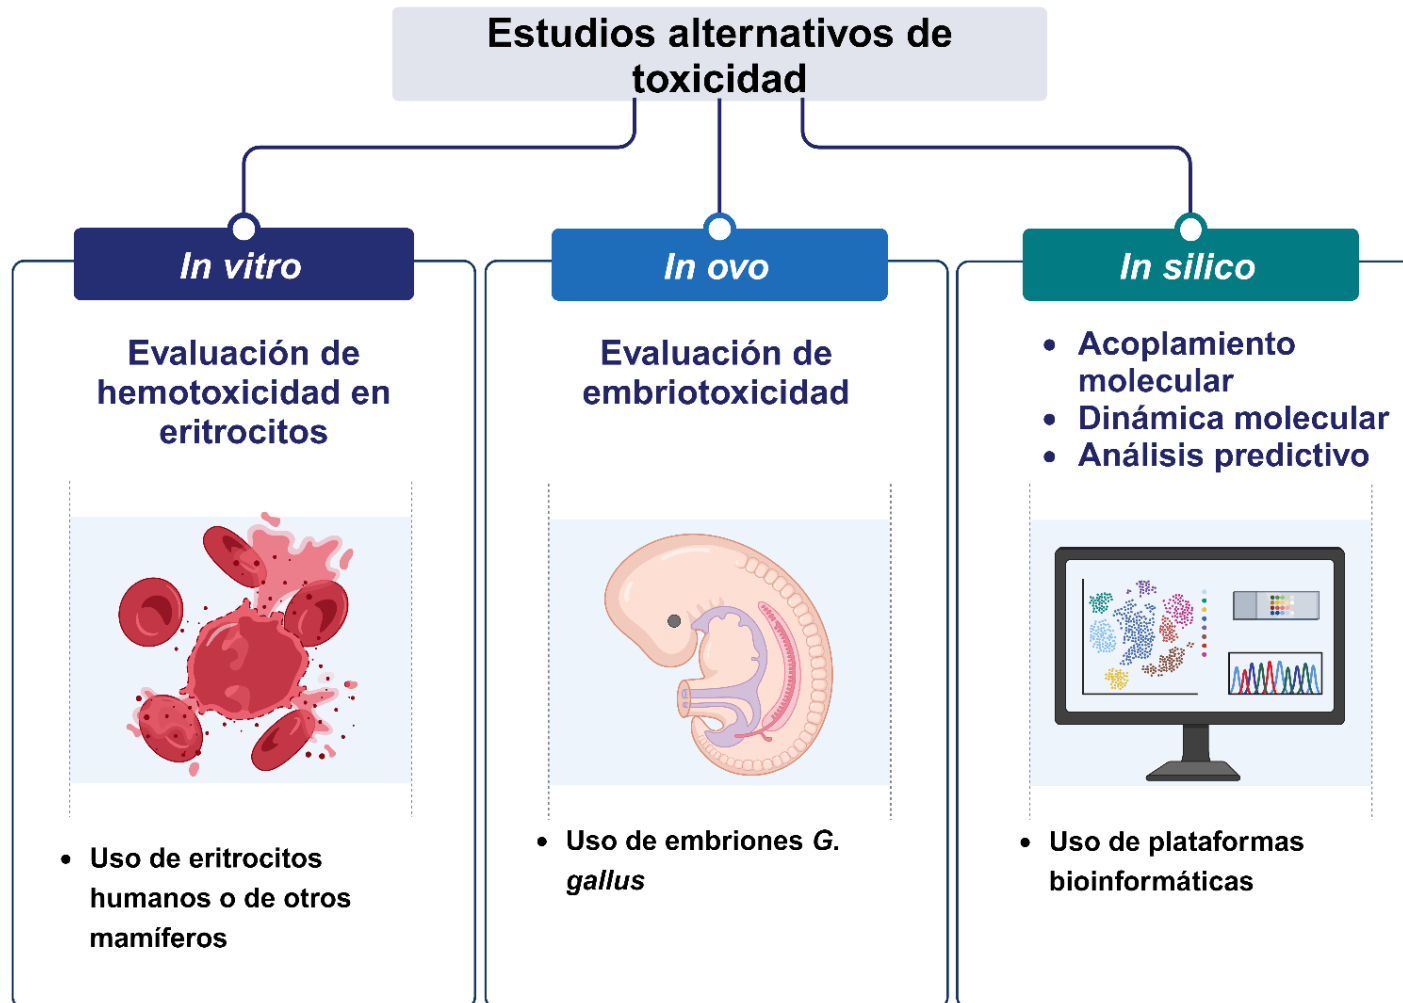 Estudios alternativos de
toxicidad
In vitro
Evaluación de
hemotoxicidad en
eritrocitos
• Uso de eritrocitos
humanos o de otros
mamíferos
In ovo
Evaluación de
embriotoxicidad
• Uso de embriones G.
gallus
In silico
• Acoplamiento
molecular
• Dinámica molecular
• Análisis predictivo
• Uso de plataformas
bioinformáticas